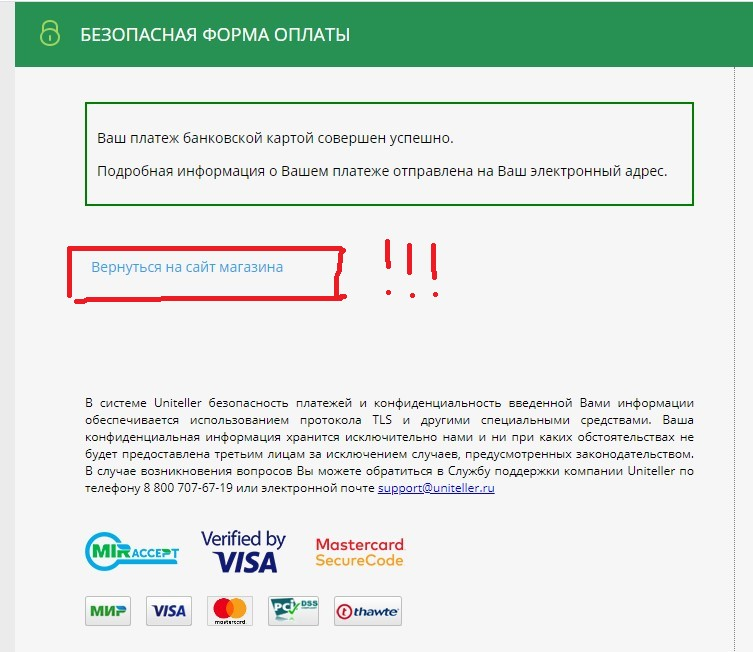 БЕЗОПАСНАЯ ФОРМА ОПЛАТЫ
Ваш платеж банковской картой совершен успешно.
Подробная информация о Вашем платеже отправлена на Ваш электронный адрес.
Вернуться на сайт магазина
!!!
В системе Uniteller безопасность платежей и конфиденциальность введенной Вами информации
обеспечивается использованием протокола TLS и другими специальными средствами. Ваша
конфиденциальная информация хранится исключительно нами и ни при каких обстоятельствах не
будет предоставлена третьим лицам за исключением случаев, предусмотренных законодательством.
В случае возникновения вопросов Вы можете обратиться в Службу поддержки компании Uniteller по
телефону 8 800 707-67-19 или электронной почте support@uniteller.ru
MIR ACCEPT
Verified by
VISA
Mastercard
SecureCode
МИР
VISA
mastercard
PCI DSS
thawte